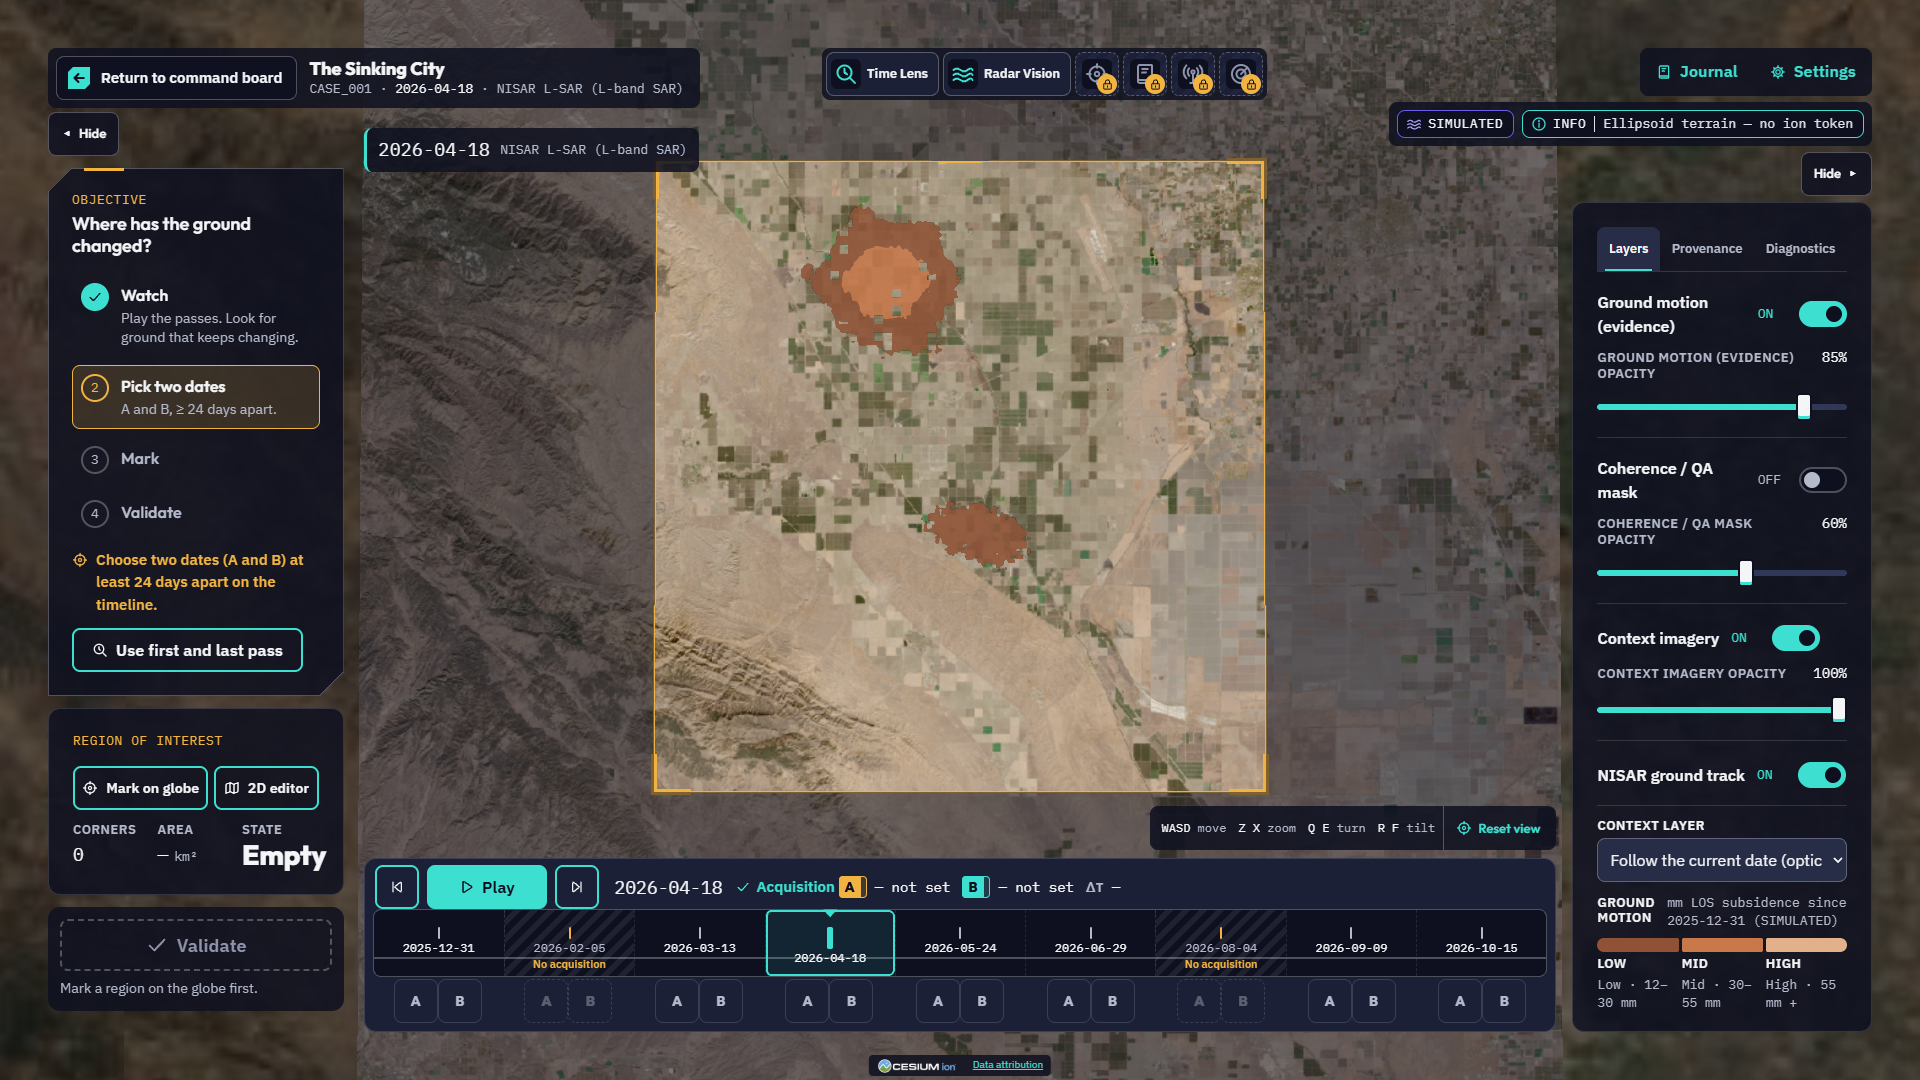 Return to command board
The Sinking City
CASE_001 · 2026-04-18 · NISAR L-SAR (L-band SAR)
Time Lens
Radar Vision
Journal
Settings
SIMULATED
INFO | Ellipsoid terrain — no ion token
Hide
2026-04-18 NISAR L-SAR (L-band SAR)
Hide
OBJECTIVE
Where has the ground
changed?
Watch
Play the passes. Look for
ground that keeps changing.
2
Pick two dates
A and B, ≥ 24 days apart.
3
Mark
4
Validate
Choose two dates (A and B) at
least 24 days apart on the
timeline.
Use first and last pass
REGION OF INTEREST
Mark on globe
2D editor
CORNERS AREA STATE
0 — km² Empty
Validate
Mark a region on the globe first.
Layers Provenance Diagnostics
Ground motion
(evidence)
ON
GROUND MOTION (EVIDENCE)
OPACITY
85%
Coherence / QA
mask
OFF
COHERENCE / QA MASK
OPACITY
60%
Context imagery ON
CONTEXT IMAGERY OPACITY 100%
NISAR ground track ON
CONTEXT LAYER
Follow the current date (optic
GROUND
MOTION
mm LOS subsidence since
2025-12-31 (SIMULATED)
LOW MID HIGH
Low · 12–
30 mm
Mid · 30–
55 mm
High · 55
mm +
WASD move Z X zoom Q E turn R F tilt
Reset view
Play
2026-04-18
Acquisition
A — not set B — not set ΔT —
2025-12-31
2026-02-05
No acquisition
2026-03-13
2026-04-18
2026-05-24
2026-06-29
2026-08-04
No acquisition
2026-09-09
2026-10-15
A B A B A B A B A B A B A B A B A B
CESIUM ion
Data attribution